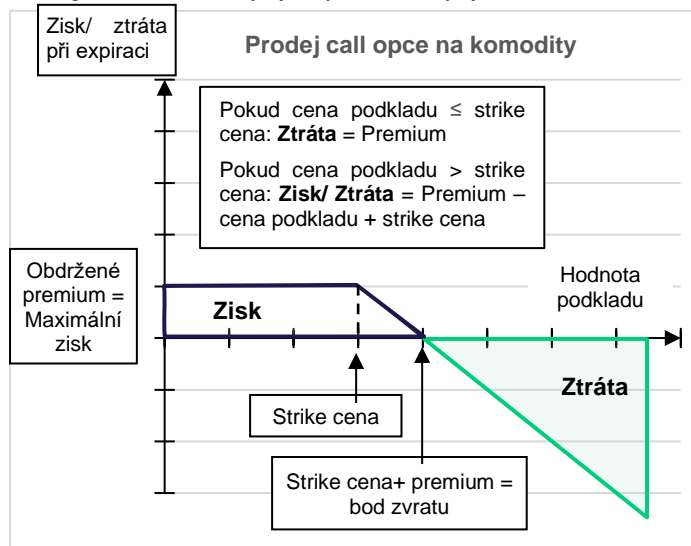 Zisk/ ztráta
při expiraci
Prodej call opce na komodity
Pokud cena podkladu ≤ strike
cena: Ztráta = Premium
Pokud cena podkladu > strike
cena: Zisk/ Ztráta = Premium –
cena podkladu + strike cena
Obdržené
premium =
Maximální
zisk
Zisk
Hodnota
podkladu
Ztráta
Strike cena
Strike cena+ premium =
bod zvratu